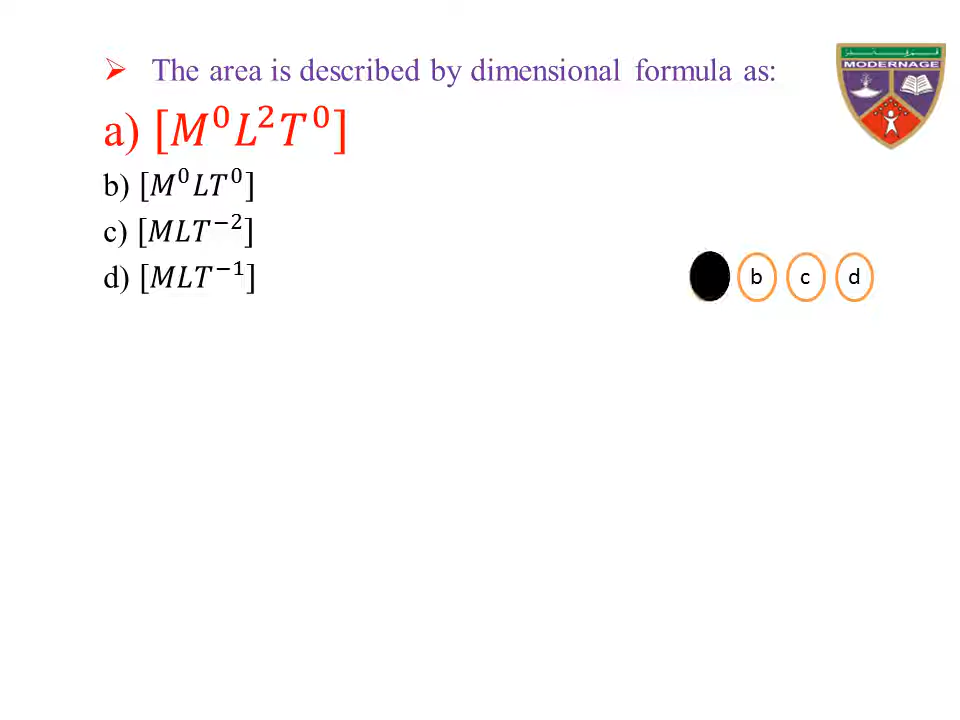 ➢ The area is described by dimensional formula as:
MODERNAGE
a) [M⁰L²T⁰]
b) [M⁰LT⁰]
c) [MLT⁻²]
d) [MLT⁻¹]
b c d